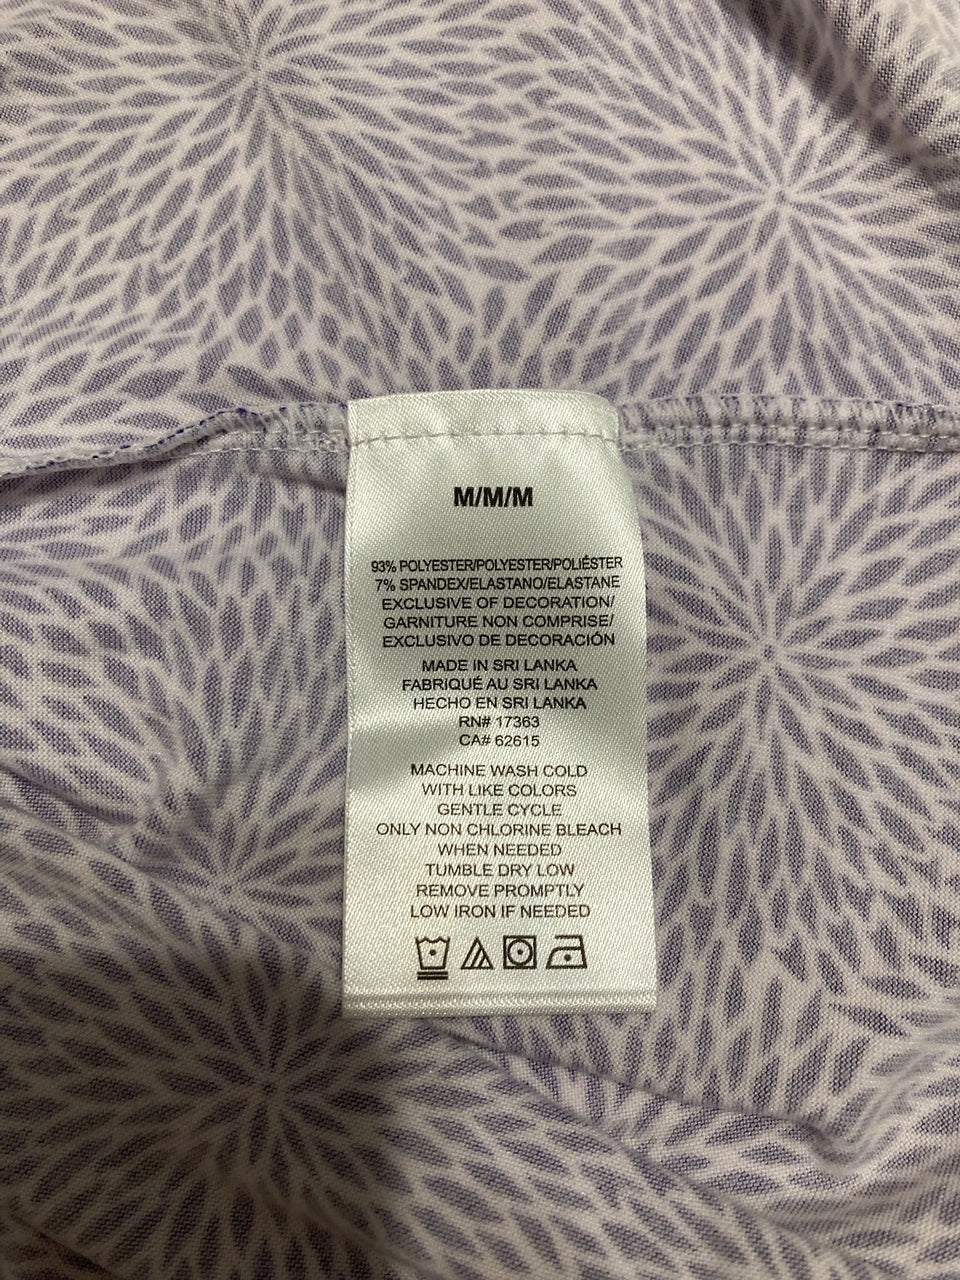 M/M/M
93% POLYESTER/POLYESTER/POLIÉSTER
7% SPANDEX/ELASTANO/ELASTANE
EXCLUSIVE OF DECORATION/
GARNITURE NON COMPRISE/
EXCLUSIVO DE DECORACIÓN
MADE IN SRI LANKA
FABRIQUÉ AU SRI LANKA
HECHO EN SRI LANKA
RN# 17363
CA# 62615
MACHINE WASH COLD
WITH LIKE COLORS
GENTLE CYCLE
ONLY NON CHLORINE BLEACH
WHEN NEEDED
TUMBLE DRY LOW
REMOVE PROMPTLY
LOW IRON IF NEEDED